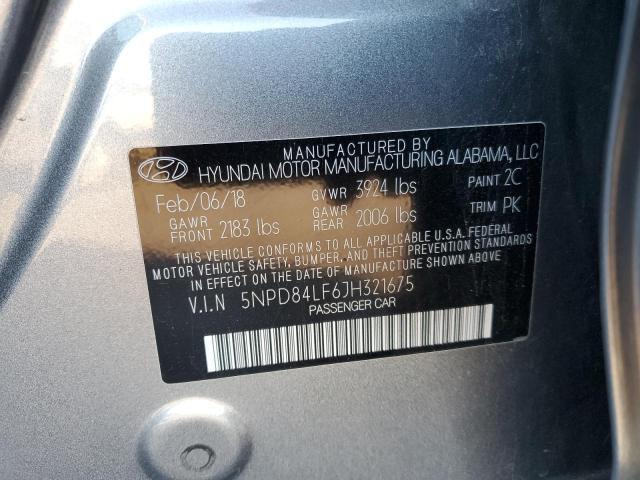 MANUFACTURED BY
HYUNDAI MOTOR MANUFACTURING ALABAMA, LLC
Feb/06/18 GVWR 3924 lbs PAINT 2C
GAWR FRONT 2183 lbs GAWR REAR 2006 lbs TRIM PK
THIS VEHICLE CONFORMS TO ALL APPLICABLE U.S.A. FEDERAL
MOTOR VEHICLE SAFETY, BUMPER, AND THEFT PREVENTION STANDARDS
IN EFFECT ON THE DATE OF MANUFACTURE SHOWN ABOVE.
V.I.N 5NPD84LF6JH321675
PASSENGER CAR